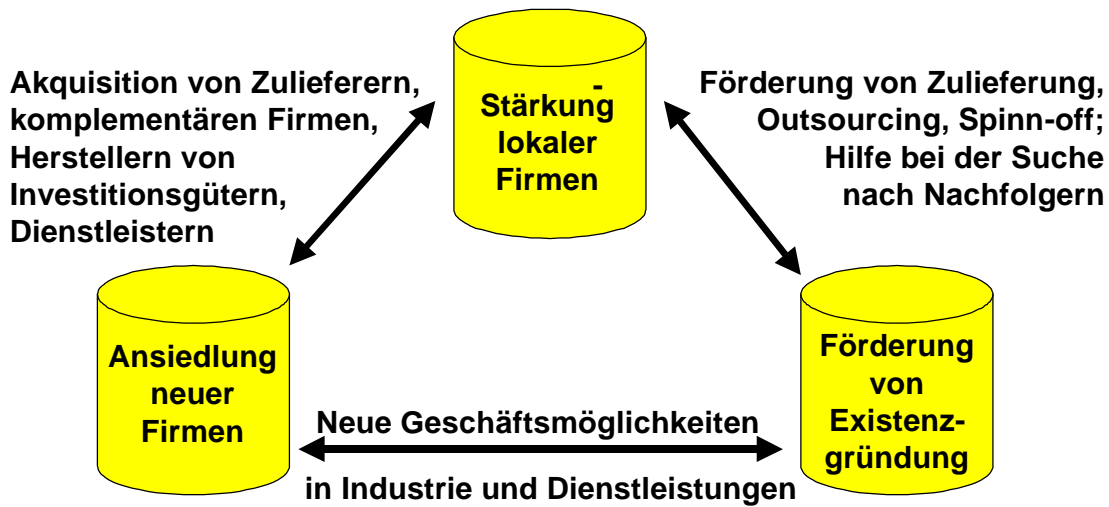 Akquisition von Zulieferern,
komplementären Firmen,
Herstellern von
Investitionsgütern,
Dienstleistern
-
Stärkung
lokaler
Firmen
Förderung von Zulieferung,
Outsourcing, Spinn-off;
Hilfe bei der Suche
nach Nachfolgern
Ansiedlung
neuer
Firmen
Neue Geschäftsmöglichkeiten
in Industrie und Dienstleistungen
Förderung
von
Existenz-
gründung